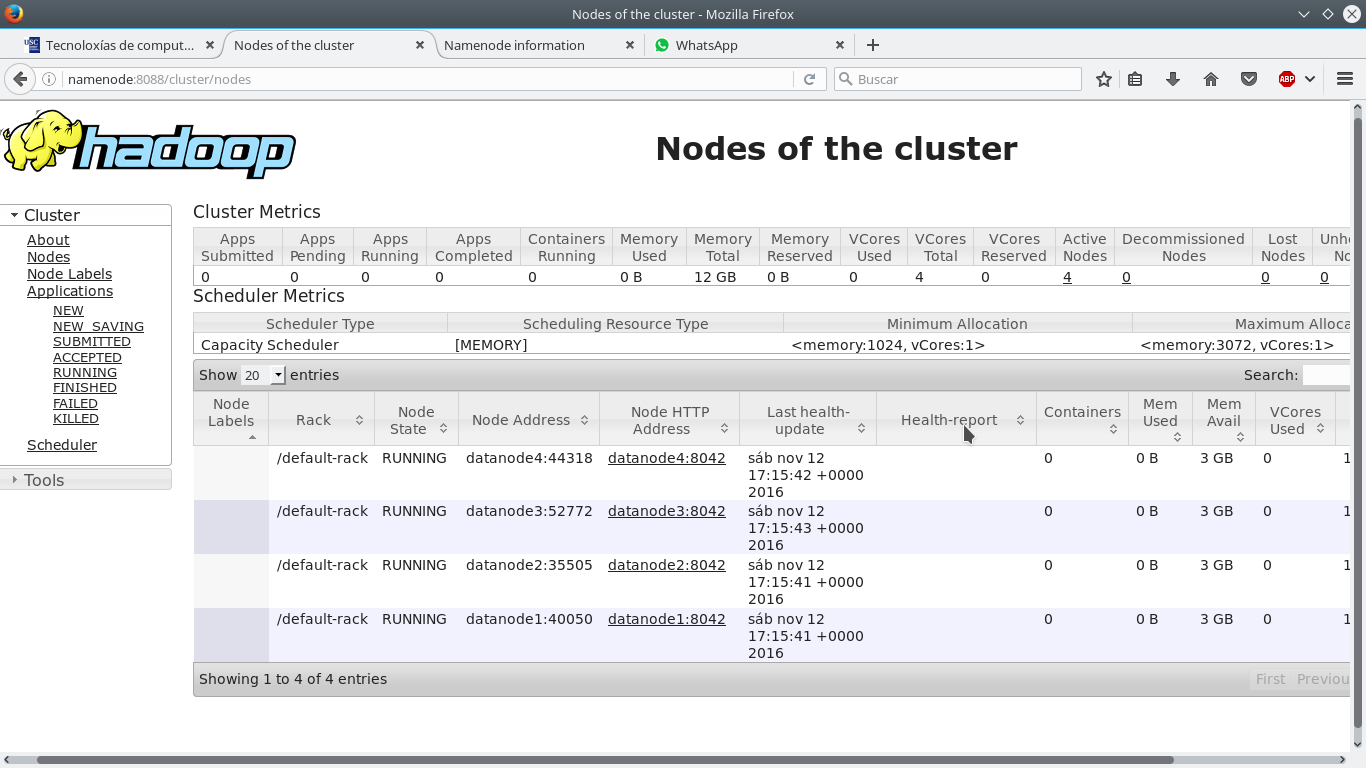 Nodes of the cluster - Mozilla Firefox
Tecnoloxías de comput... Nodes of the cluster Namenode information WhatsApp
namenode:8088/cluster/nodes Buscar ABP
hadoop
Nodes of the cluster
Cluster
About
Nodes
Node Labels
Applications
NEW
NEW_SAVING
SUBMITTED
ACCEPTED
RUNNING
FINISHED
FAILED
KILLED
Scheduler
Tools
Cluster Metrics
Apps Apps Apps Apps Containers Memory Memory Memory VCores VCores VCores Active Decommissioned Lost Unh
Submitted Pending Running Completed Running Used Total Reserved Used Total Reserved Nodes Nodes Nodes No
0 0 0 0 0 0 B 12 GB 0 B 0 4 0 4 0 0 0
Scheduler Metrics
Scheduler Type Scheduling Resource Type Minimum Allocation Maximum Alloca
Capacity Scheduler [MEMORY] <memory:1024, vCores:1> <memory:3072, vCores:1>
Show 20 entries Search:
Node Labels Rack Node State Node Address Node HTTP Address Last health-update Health-report Containers Mem Used Mem Avail VCores Used
/default-rack RUNNING datanode4:44318 datanode4:8042 sáb nov 12 0 0 B 3 GB 0 1
17:15:42 +0000
2016
/default-rack RUNNING datanode3:52772 datanode3:8042 sáb nov 12 0 0 B 3 GB 0 1
17:15:43 +0000
2016
/default-rack RUNNING datanode2:35505 datanode2:8042 sáb nov 12 0 0 B 3 GB 0 1
17:15:41 +0000
2016
/default-rack RUNNING datanode1:40050 datanode1:8042 sáb nov 12 0 0 B 3 GB 0 1
17:15:41 +0000
2016
Showing 1 to 4 of 4 entries First Previou